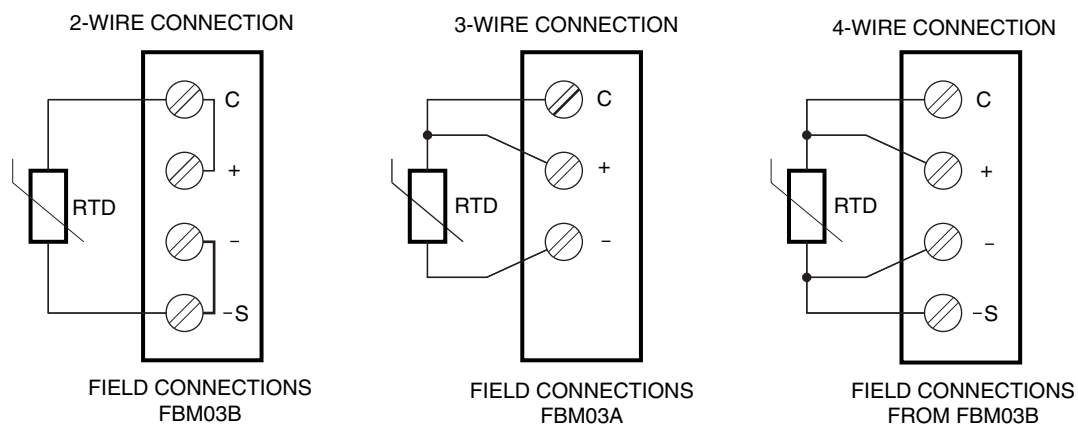 2-WIRE CONNECTION
C
+
RTD
−
−S
FIELD CONNECTIONS
FBM03B
3-WIRE CONNECTION
C
+
RTD
−
FIELD CONNECTIONS
FBM03A
4-WIRE CONNECTION
C
+
RTD
−
−S
FIELD CONNECTIONS
FROM FBM03B